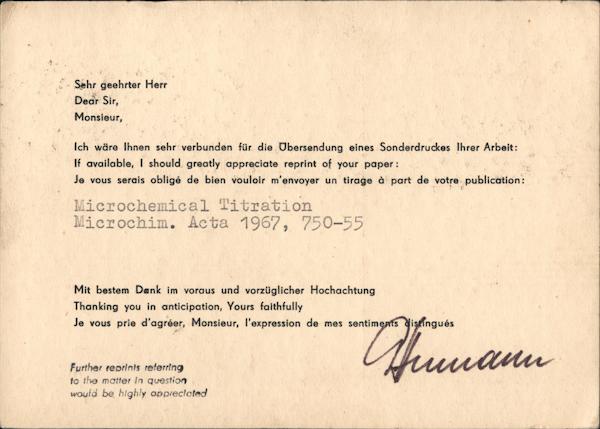 Sehr geehrter Herr
Dear Sir,
Monsieur,
Ich wäre Ihnen sehr verbunden für die Übersendung eines Sonderdruckes Ihrer Arbeit:
If available, I should greatly appreciate reprint of your paper:
Je vous serais obligé de bien vouloir m'envoyer un tirage à part de votre publication:
Microchemical Titration
Microchim. Acta 1967, 750-55
Mit bestem Dank im voraus und vorzüglicher Hochachtung
Thanking you in anticipation, Yours faithfully
Je vous prie d'agréer, Monsieur, l'expression de mes sentiments distingués
Further reprints referring
to the matter in question
would be highly appreciated